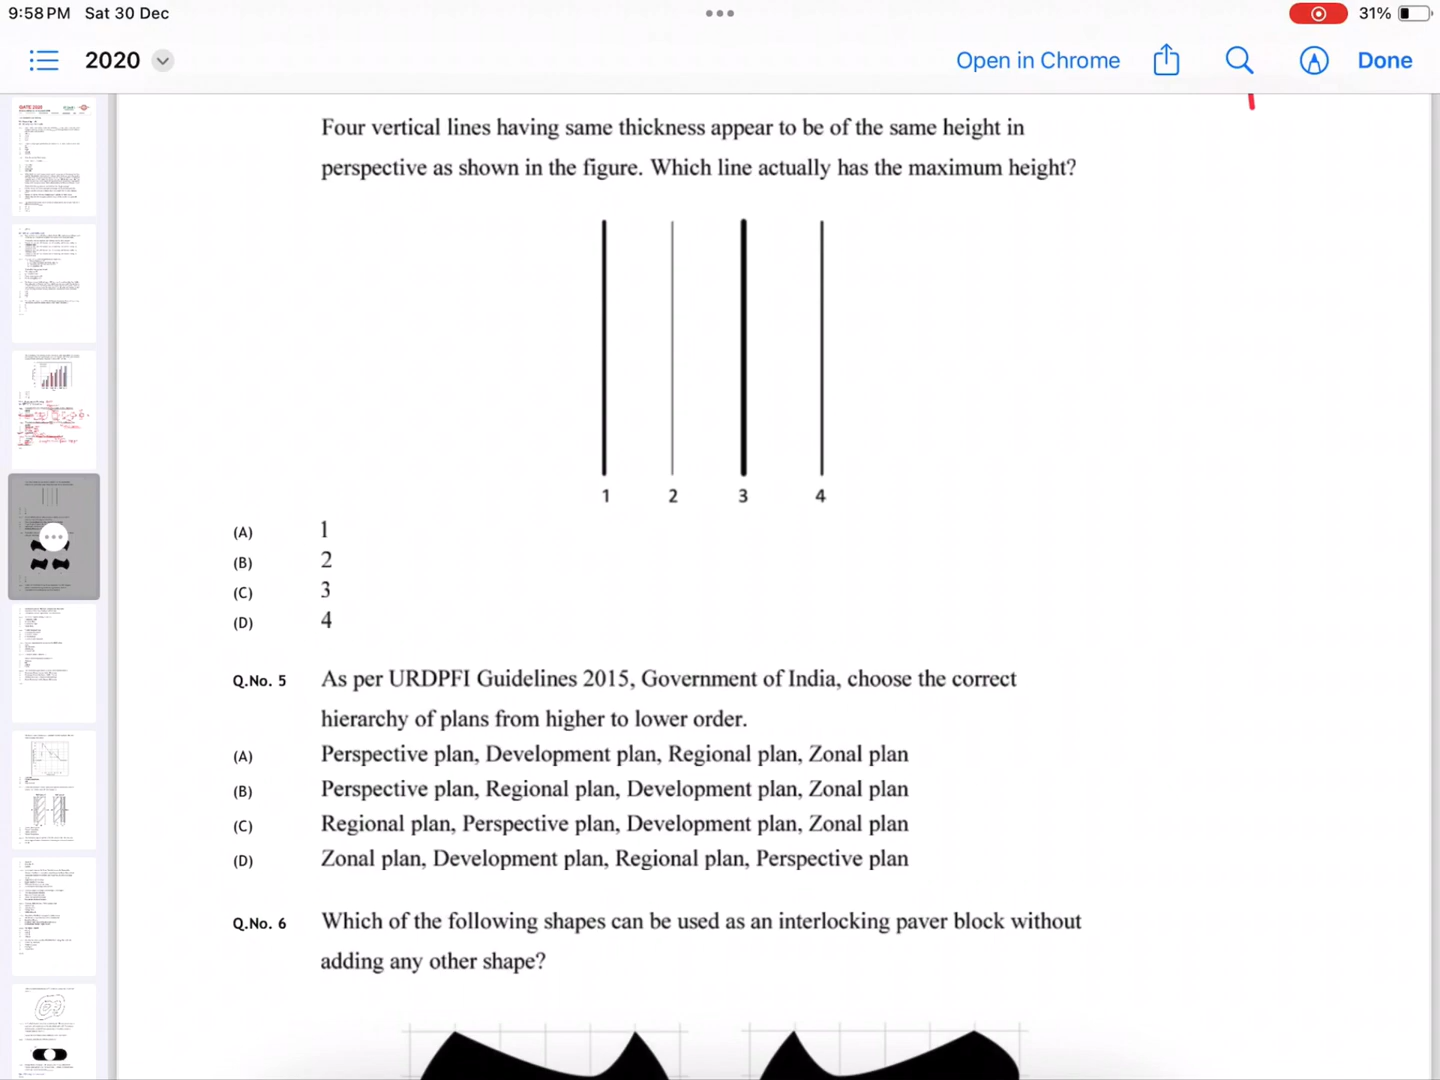 9:58 PM Sat 30 Dec
31%
2020
Open in Chrome
Done
Four vertical lines having same thickness appear to be of the same height in
perspective as shown in the figure. Which line actually has the maximum height?
1 2 3 4
(A) 1
(B) 2
(C) 3
(D) 4
Q.No. 5 As per URDPFI Guidelines 2015, Government of India, choose the correct
hierarchy of plans from higher to lower order.
(A) Perspective plan, Development plan, Regional plan, Zonal plan
(B) Perspective plan, Regional plan, Development plan, Zonal plan
(C) Regional plan, Perspective plan, Development plan, Zonal plan
(D) Zonal plan, Development plan, Regional plan, Perspective plan
Q.No. 6 Which of the following shapes can be used as an interlocking paver block without
adding any other shape?